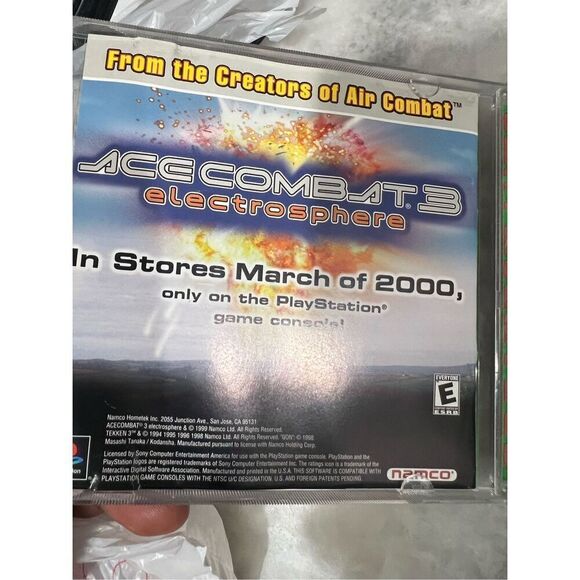 From the Creators of Air Combat™
ACE COMBAT® 3
electrosphere
In Stores March of 2000,
only on the PlayStation®
game console!
EVERYONE
E
ESRB
Namco Hometek Inc. 2055 Junction Ave., San Jose, CA 95131
ACECOMBAT® 3 electrosphere & © 1999 Namco Ltd. All Rights Reserved.
TEKKEN 3™ & © 1994 1995 1996 1998 Namco Ltd. All Rights Reserved. "GON": © 1998
Masashi Tanaka / Kodansha. Manufactured pursuant to license with Namco Holding Corp.
Licensed by Sony Computer Entertainment America for use with the PlayStation game console. PlayStation and the
PlayStation logos are registered trademarks of Sony Computer Entertainment Inc. The ratings icon is a trademark of the
Interactive Digital Software Association. Manufactured and printed in the U.S.A. THIS SOFTWARE IS COMPATIBLE WITH
PLAYSTATION GAME CONSOLES WITH THE NTSC U/C DESIGNATION. U.S. AND FOREIGN PATENTS PENDING.
namco®